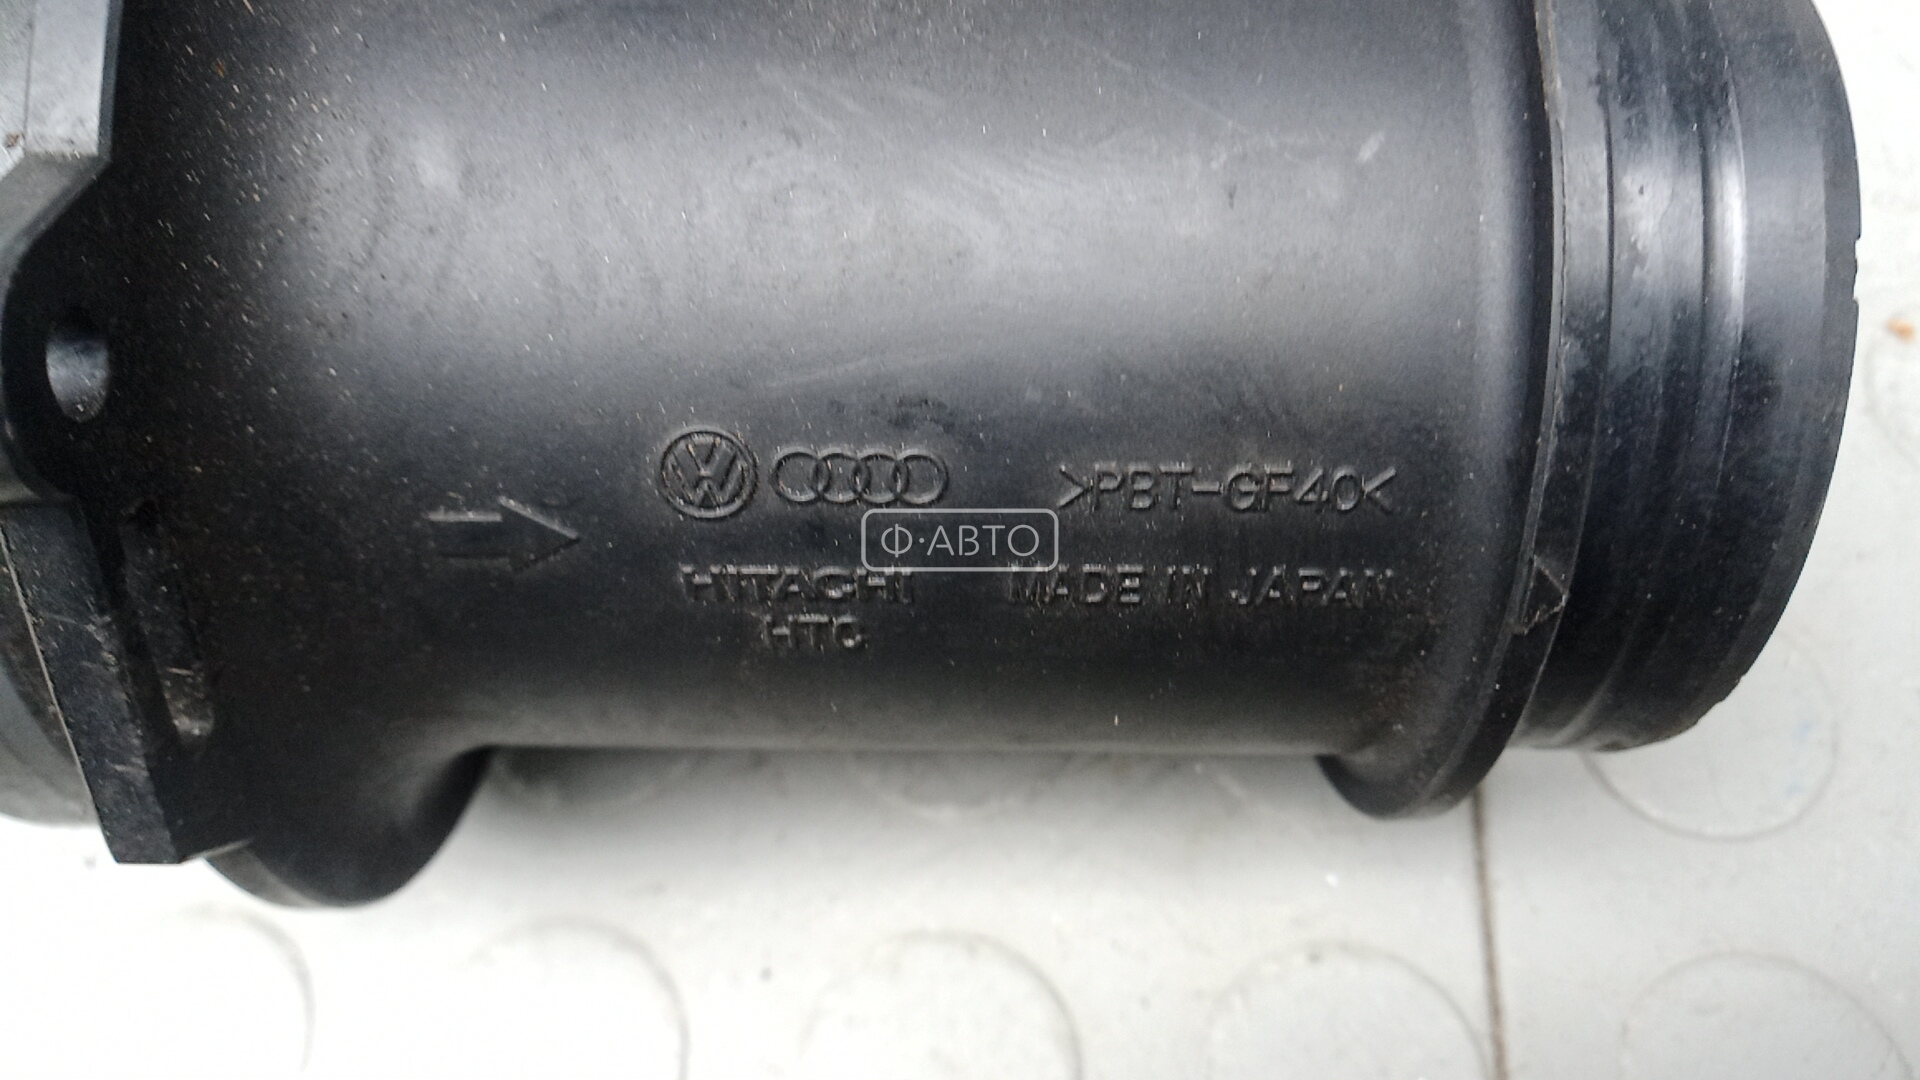 >PBT-GF40<
Ф·АВТО
HITACHI MADE IN JAPAN
HTC